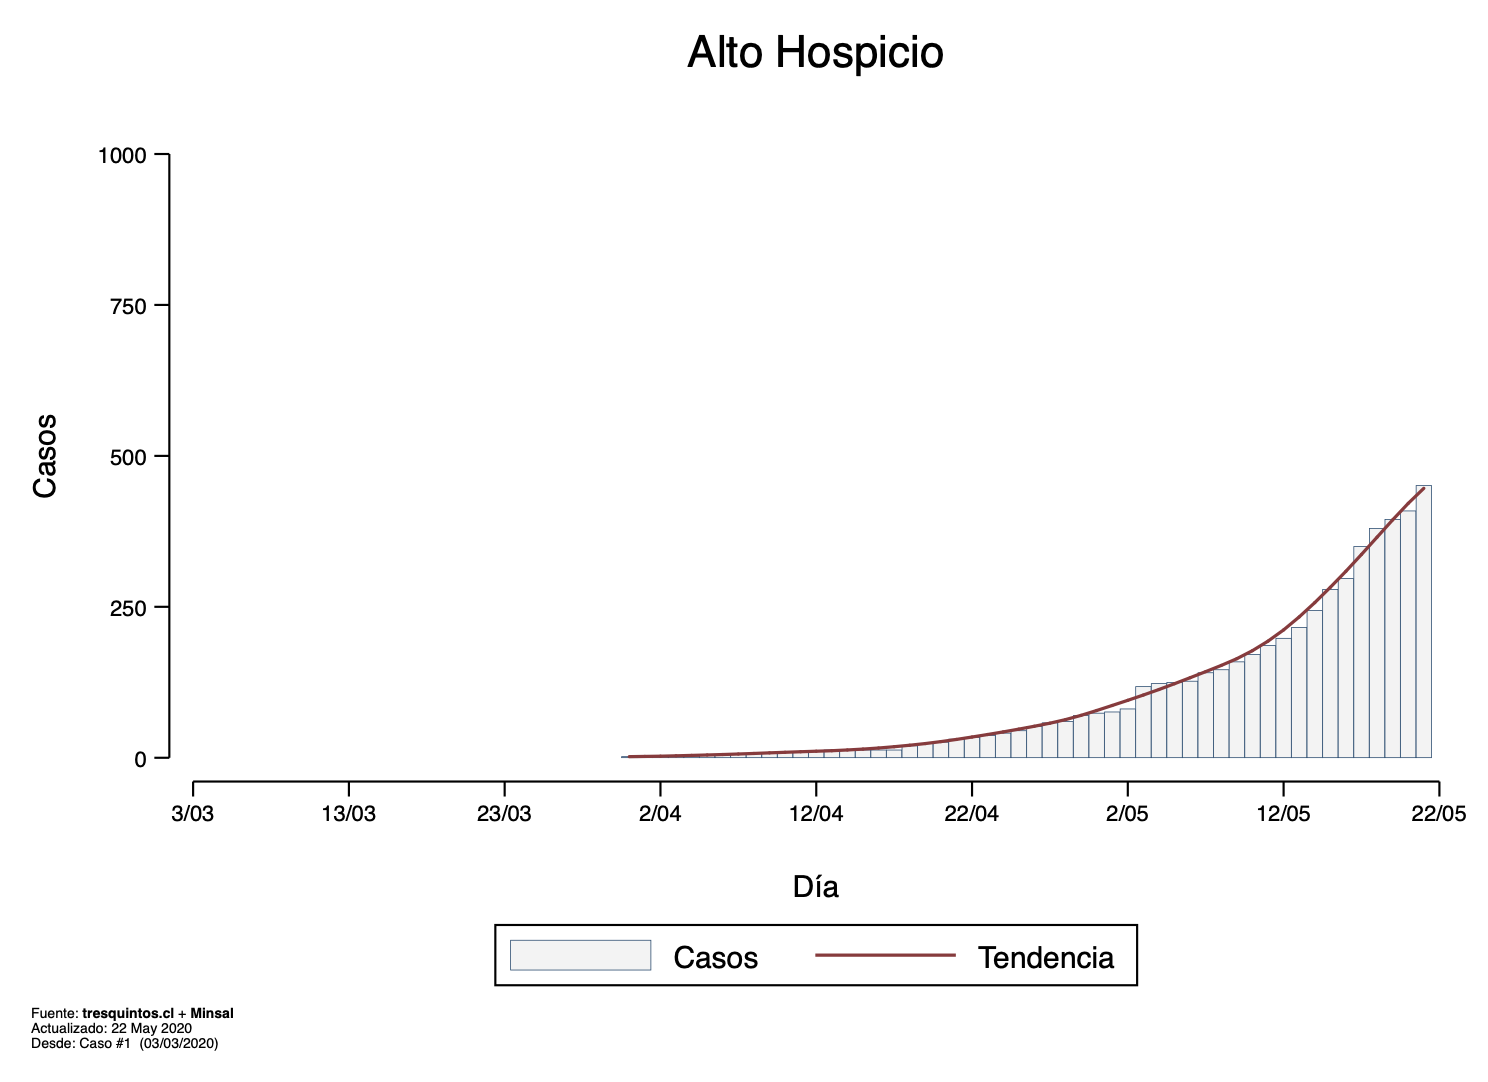 Alto Hospicio
Casos
1000
750
500
250
0
3/03 13/03 23/03 2/04 12/04 22/04 2/05 12/05 22/05
Día
Casos Tendencia
Fuente: tresquintos.cl + Minsal
Actualizado: 22 May 2020
Desde: Caso #1 (03/03/2020)